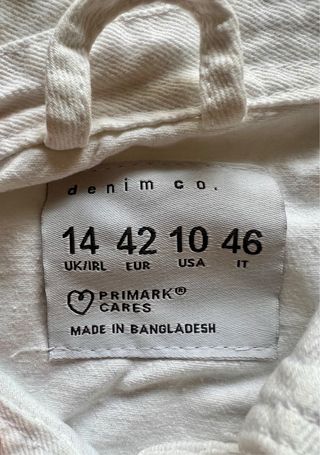 denim co.
14 42 10 46
UK/IRL EUR USA IT
PRIMARK®
CARES
MADE IN BANGLADESH